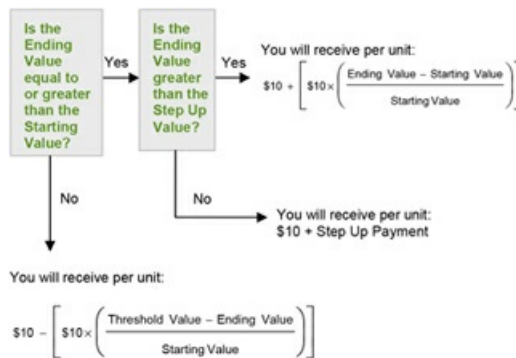 Is the
Ending
Value
equal to
or greater
than the
Starting
Value?
Yes
Is the
Ending
Value
greater
than the
Step Up
Value?
Yes
You will receive per unit:
$10 + [ $10× ( Ending Value – Starting Value
Starting Value ) ]
No
No
You will receive per unit:
$10 + Step Up Payment
You will receive per unit:
$10 – [ $10× ( Threshold Value – Ending Value
Starting Value ) ]